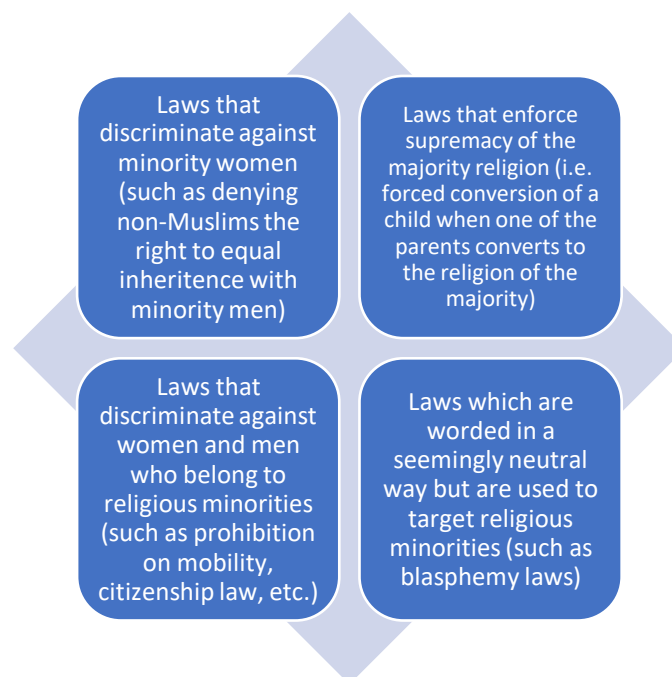 Laws that
discriminate against
minority women
(such as denying
non-Muslims the
right to equal
inheritence with
minority men)
Laws that enforce
supremacy of the
majority religion (i.e.
forced conversion of a
child when one of the
parents converts to
the religion of the
majority)
Laws that
discriminate against
women and men
who belong to
religious minorities
(such as prohibition
on mobility,
citizenship law, etc.)
Laws which are
worded in a
seemingly neutral
way but are used to
target religious
minorities (such as
blasphemy laws)